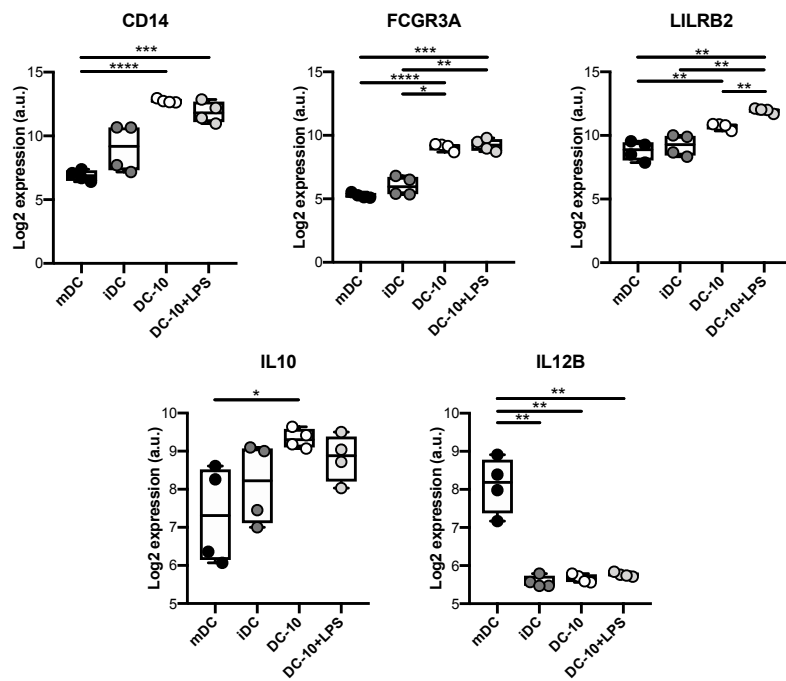 CD14
FCGR3A
LILRB2
***
****
***
**
****
*
**
**
**
**
Log2 expression (a.u.)
15
10
5
0
mDC
iDC
DC-10
DC-10+LPS
Log2 expression (a.u.)
15
10
5
0
mDC
iDC
DC-10
DC-10+LPS
Log2 expression (a.u.)
15
10
5
0
mDC
iDC
DC-10
DC-10+LPS
IL10
IL12B
*
**
**
**
Log2 expression (a.u.)
10
9
8
7
6
5
mDC
iDC
DC-10
DC-10+LPS
Log2 expression (a.u.)
10
9
8
7
6
5
mDC
iDC
DC-10
DC-10+LPS